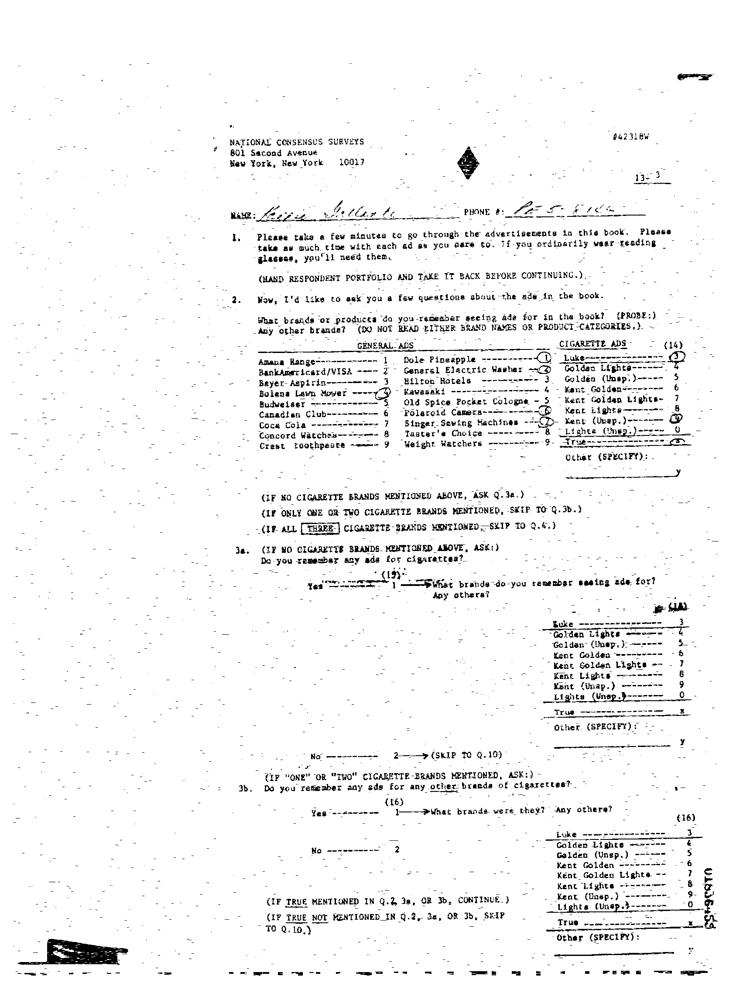 #42318W
NATIONAL CONSENSUS SURVEYS
801 Second Avenue
New York, New York 10017
13- 3
NAME: PHONE #:
1. Please take a few minutes to go through the advertisements in this book. Please
take as much time with each ad as you care to. If you ordinarily wear reading
glasses, you'll need them.
(HAND RESPONDENT PORTFOLIO AND TAKE IT BACK BEFORE CONTINUING.)
2. Now, I'd like to ask you a few questions about the ads in the book.
What brands or products do you remember seeing ads for in the book? (PROBE:)
Any other brands? (DO NOT READ EITHER BRAND NAMES OR PRODUCT CATEGORIES.)
GENERAL ADS CIGARETTE ADS (14)
Amana Range----------- 1 Dole Pineapple ---------- 1 Luke------------- 3
BankAmericard/VISA ---- 2 General Electric Washer -- 2 Golden Lights------ 4
Bayer Aspirin---------- 3 Hilton Hotels ----------- 3 Golden (Unsp.)----- 5
Bolens Lawn Mower ----- 4 Kawasaki --------------- 4 Kent Golden------- 6
Budweiser ------------- 5 Old Spice Pocket Cologne - 5 Kent Golden Lights- 7
Canadian Club---------- 6 Polaroid Camera---------- 6 Kent Lights------- 8
Coca Cola ------------- 7 Singer Sewing Machines --- 7 Kent (Unsp.)------ 9
Concord Watches-------- 8 Taster's Choice --------- 8 Lights (Unsp.)----- 0
Crest toothpaste ------ 9 Weight Watchers --------- 9 True------------- x
Other (SPECIFY):
y
(IF NO CIGARETTE BRANDS MENTIONED ABOVE, ASK Q.3a.)
(IF ONLY ONE OR TWO CIGARETTE BRANDS MENTIONED, SKIP TO Q.3b.)
(IF ALL THREE CIGARETTE BRANDS MENTIONED, SKIP TO Q.4.)
3a. (IF NO CIGARETTE BRANDS MENTIONED ABOVE, ASK:)
Do you remember any ads for cigarettes?
(15)
Yes ---------- 1 → What brands do you remember seeing ads for?
Any others?
Luke ---------------- 3
Golden Lights ------- 4
Golden (Unsp.) ------ 5
Kent Golden --------- 6
Kent Golden Lights -- 7
Kent Lights --------- 8
Kent (Unsp.) -------- 9
Lights (Unsp.)------- 0
True ---------------- x
Other (SPECIFY):
y
No ---------- 2 → (SKIP TO Q.10)
(IF "ONE" OR "TWO" CIGARETTE BRANDS MENTIONED, ASK:)
3b. Do you remember any ads for any other brands of cigarettes?
(16)
Yes --------- 1 → What brands were they? Any others?
(16)
Luke ---------------- 3
Golden Lights ------- 4
No ---------- 2 Golden (Unsp.) ------ 5
Kent Golden --------- 6
Kent Golden Lights -- 7
Kent Lights --------- 8
(IF TRUE MENTIONED IN Q.2, 3a, OR 3b, CONTINUE.) Kent (Unsp.) -------- 9
Lights (Unsp.)------- 0
(IF TRUE NOT MENTIONED IN Q.2, 3a, OR 3b, SKIP True ---------------- x
TO Q.10.)
Other (SPECIFY):
y